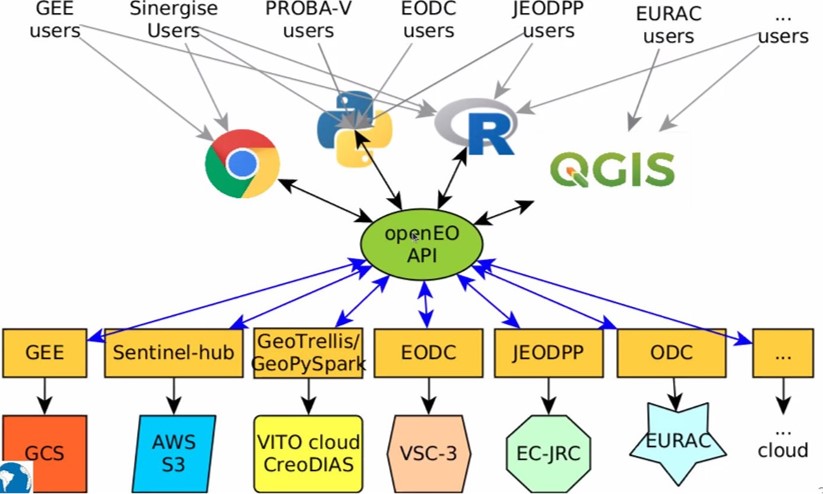 GEE
users
Sinergise
Users
PROBA-V
users
EODC
users
JEODPP
users
EURAC
users
...
users
R
QGIS
openEO
API
GEE
Sentinel-hub
GeoTrellis/
GeoPySpark
EODC
JEODPP
ODC
...
GCS
AWS
S3
VITO cloud
CreoDIAS
VSC-3
EC-JRC
EURAC
...
cloud